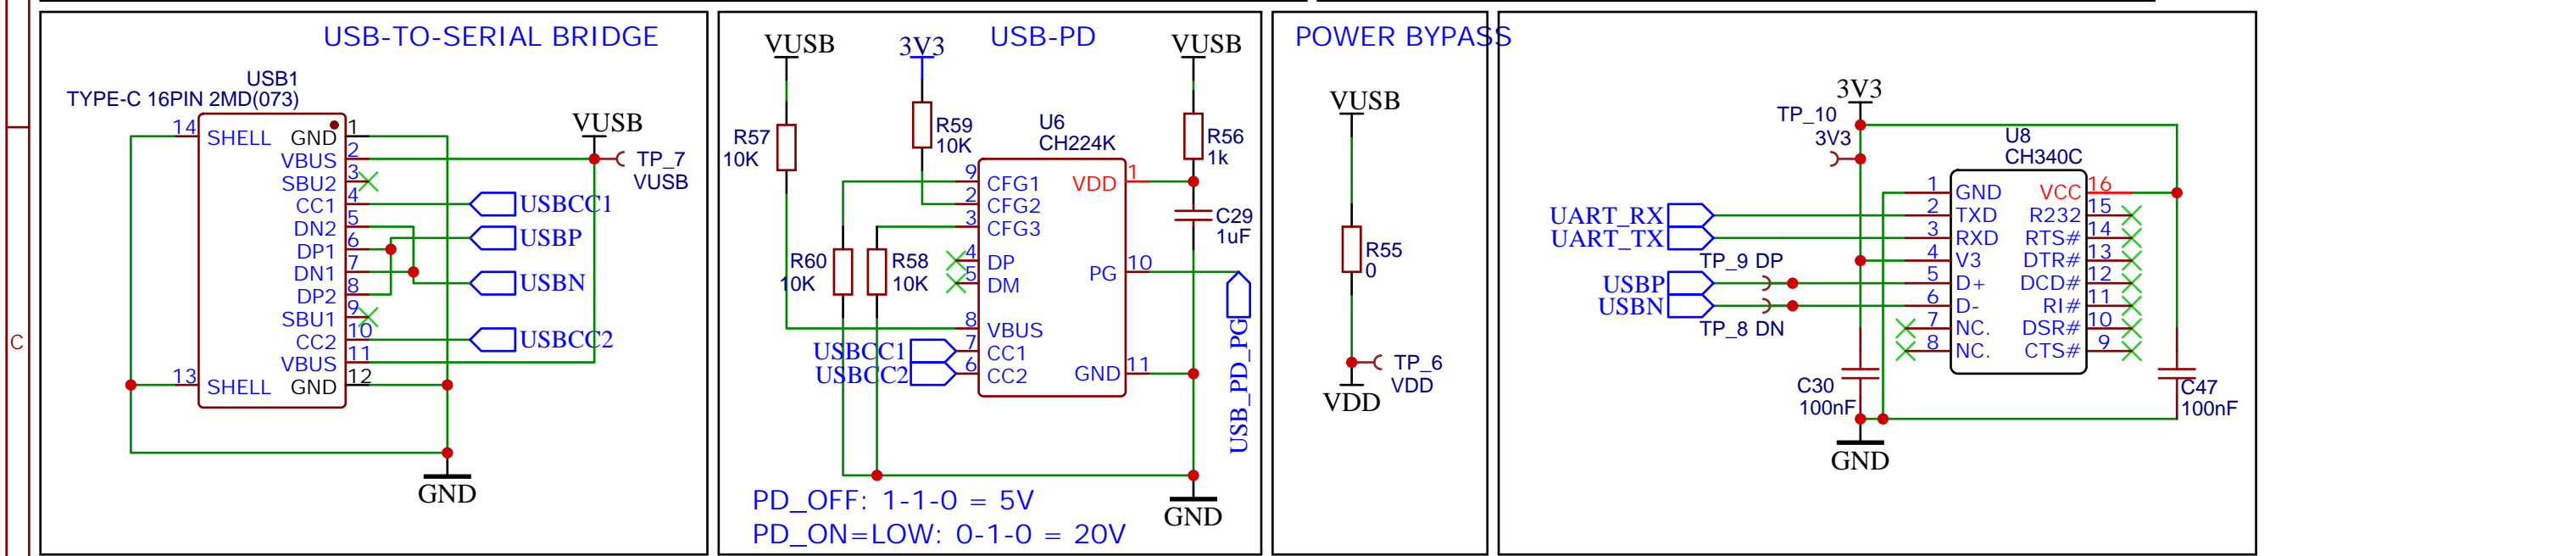 C
USB-TO-SERIAL BRIDGE
USB1
TYPE-C 16PIN 2MD(073)
14
SHELL
13
SHELL
GND 1
VBUS 2
SBU2 3
CC1 4
DN2 5
DP1 6
DN1 7
DP2 8
SBU1 9
CC2 10
VBUS 11
GND 12
USBCC1
USBP
USBN
USBCC2
VUSB
TP_7
VUSB
GND
USB-PD
VUSB
3V3
VUSB
R57
10K
R59
10K
R56
1k
U6
CH224K
9 CFG1
2 CFG2
3 CFG3
4 DP
5 DM
8 VBUS
7 CC1
6 CC2
VDD 1
PG 10
GND 11
R60
10K
R58
10K
C29
1uF
USBCC1
USBCC2
USB_PD_PG
GND
PD_OFF: 1-1-0 = 5V
PD_ON=LOW: 0-1-0 = 20V
POWER BYPASS
VUSB
R55
0
TP_6
VDD
VDD
3V3
TP_10
3V3
U8
CH340C
1 GND
2 TXD
3 RXD
4 V3
5 D+
6 D-
7 NC.
8 NC.
VCC 16
R232 15
RTS# 14
DTR# 13
DCD# 12
RI# 11
DSR# 10
CTS# 9
UART_RX
UART_TX
TP_9 DP
USBP
USBN
TP_8 DN
C30
100nF
C47
100nF
GND